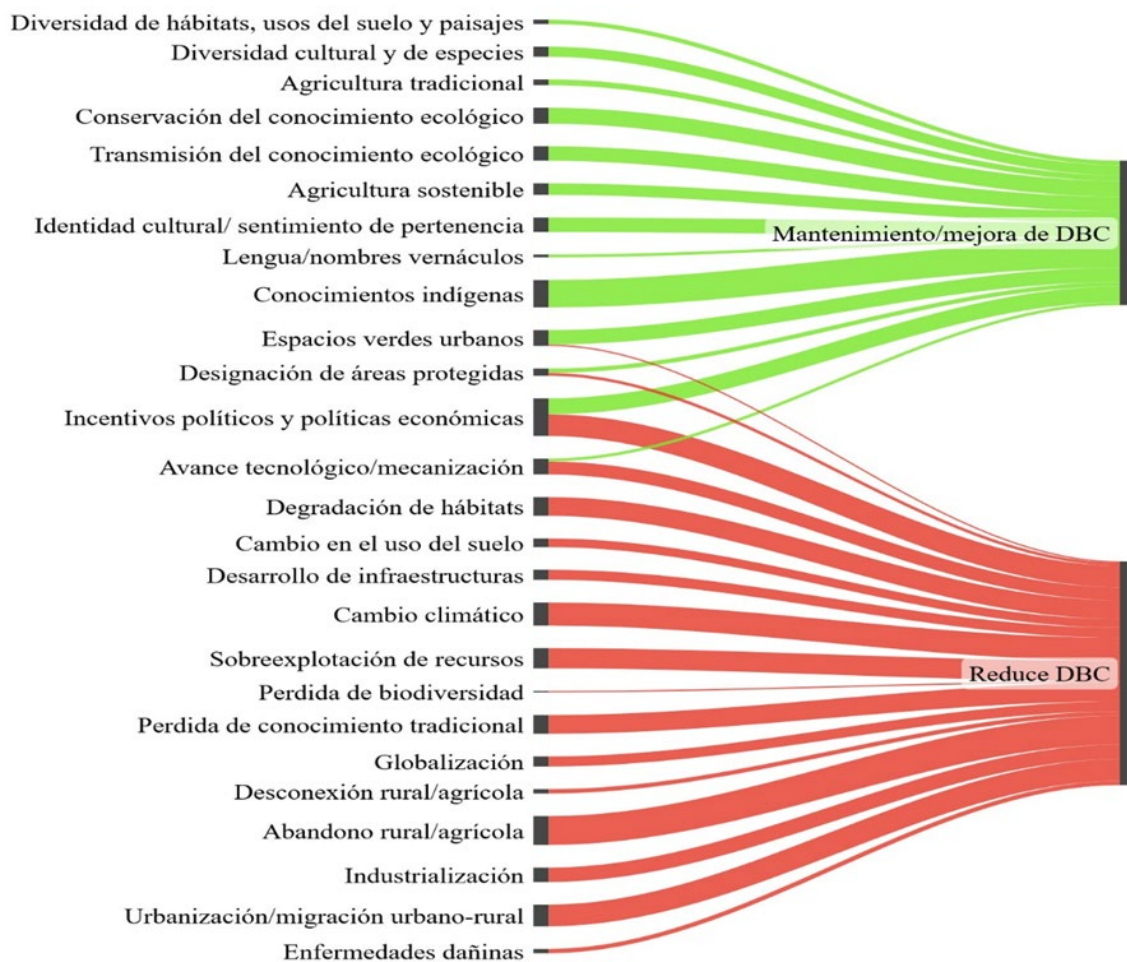 Diversidad de hábitats, usos del suelo y paisajes
Diversidad cultural y de especies
Agricultura tradicional
Conservación del conocimiento ecológico
Transmisión del conocimiento ecológico
Agricultura sostenible
Identidad cultural/ sentimiento de pertenencia
Mantenimiento/mejora de DBC
Lengua/nombres vernáculos
Conocimientos indígenas
Espacios verdes urbanos
Designación de áreas protegidas
Incentivos políticos y políticas económicas
Avance tecnológico/mecanización
Degradación de hábitats
Cambio en el uso del suelo
Desarrollo de infraestructuras
Cambio climático
Sobreexplotación de recursos
Reduce DBC
Perdida de biodiversidad
Perdida de conocimiento tradicional
Globalización
Desconexión rural/agrícola
Abandono rural/agrícola
Industrialización
Urbanización/migración urbano-rural
Enfermedades dañinas